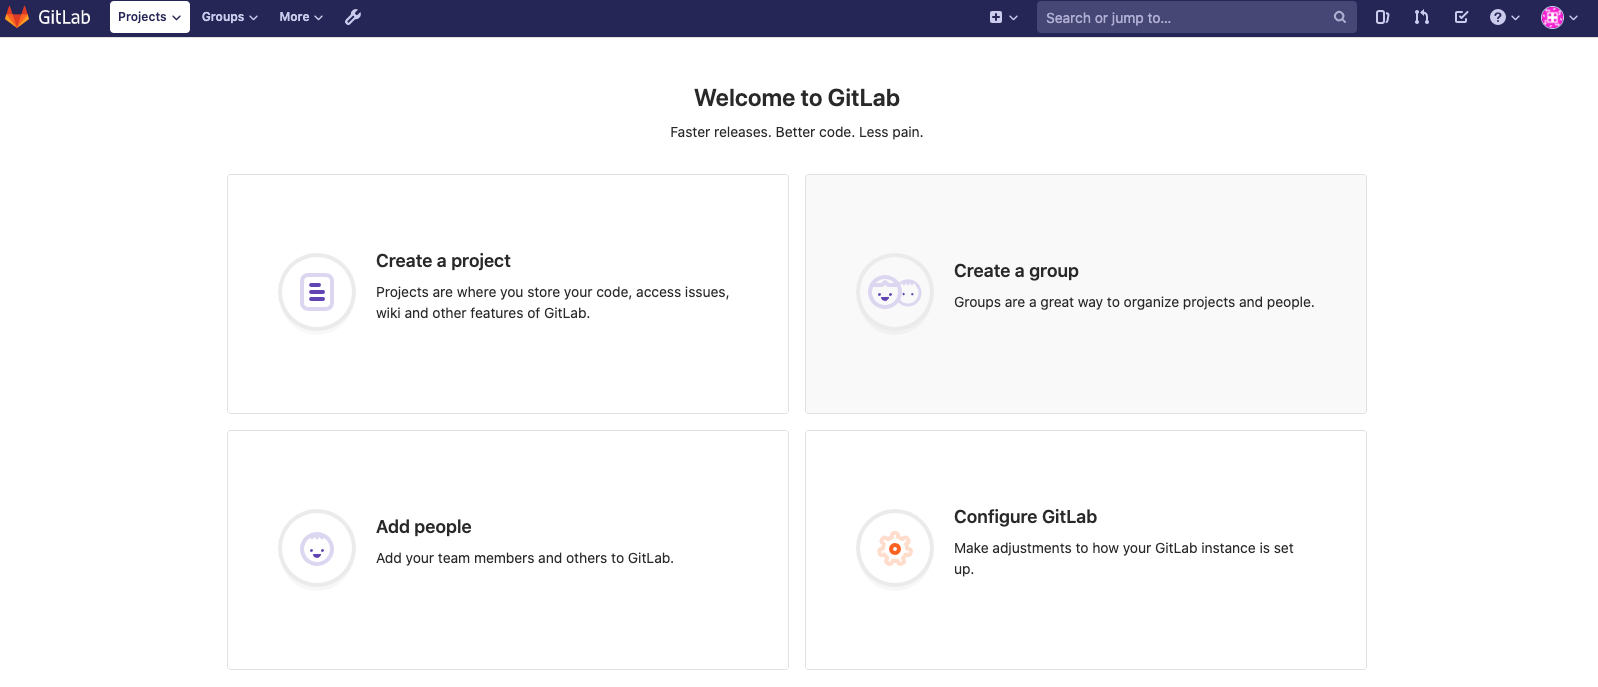 GitLab Projects Groups More Search or jump to...
Welcome to GitLab
Faster releases. Better code. Less pain.
Create a project
Projects are where you store your code, access issues,
wiki and other features of GitLab.
Create a group
Groups are a great way to organize projects and people.
Add people
Add your team members and others to GitLab.
Configure GitLab
Make adjustments to how your GitLab instance is set
up.